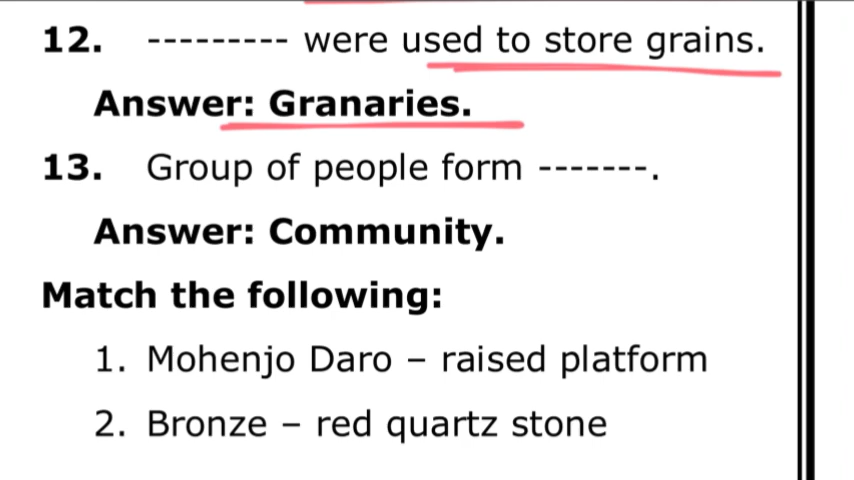 12. --------- were used to store grains.
Answer: Granaries.
13. Group of people form -------.
Answer: Community.
Match the following:
1. Mohenjo Daro – raised platform
2. Bronze – red quartz stone